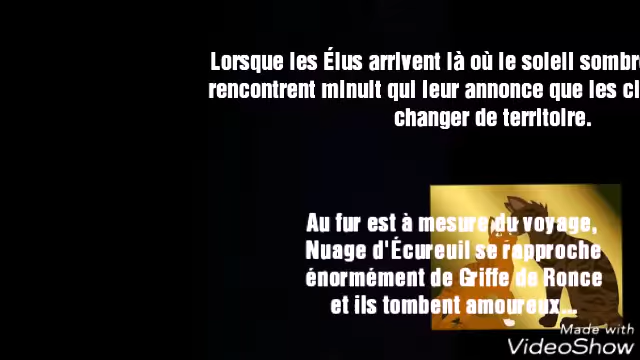 Lorsque les Élus arrivent là où le soleil sombr
rencontrent minuit qui leur annonce que les cl
changer de territoire.
Au fur est à mesure du voyage,
Nuage d'Écureuil se rapproche
énormément de Griffe de Ronce
et ils tombent amoureux...
Made with
VideoShow